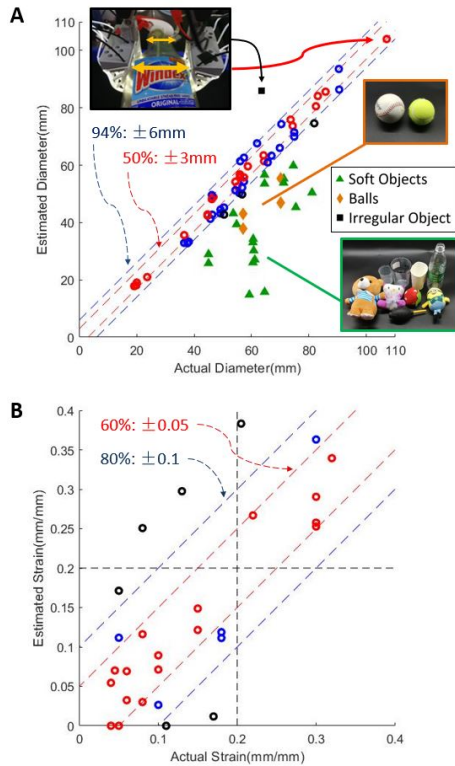 A
110
100
80
60
40
20
0
Estimated Diameter(mm)
Windex
ORIGINAL
94%: ±6mm
50%: ±3mm
Soft Objects
Balls
Irregular Object
0 20 40 60 80 100 110
Actual Diameter(mm)
B
0.4
0.35
0.3
0.25
0.2
0.15
0.1
0.05
0
Estimated Strain(mm/mm)
60%: ±0.05
80%: ±0.1
0 0.1 0.2 0.3 0.4
Actual Strain(mm/mm)